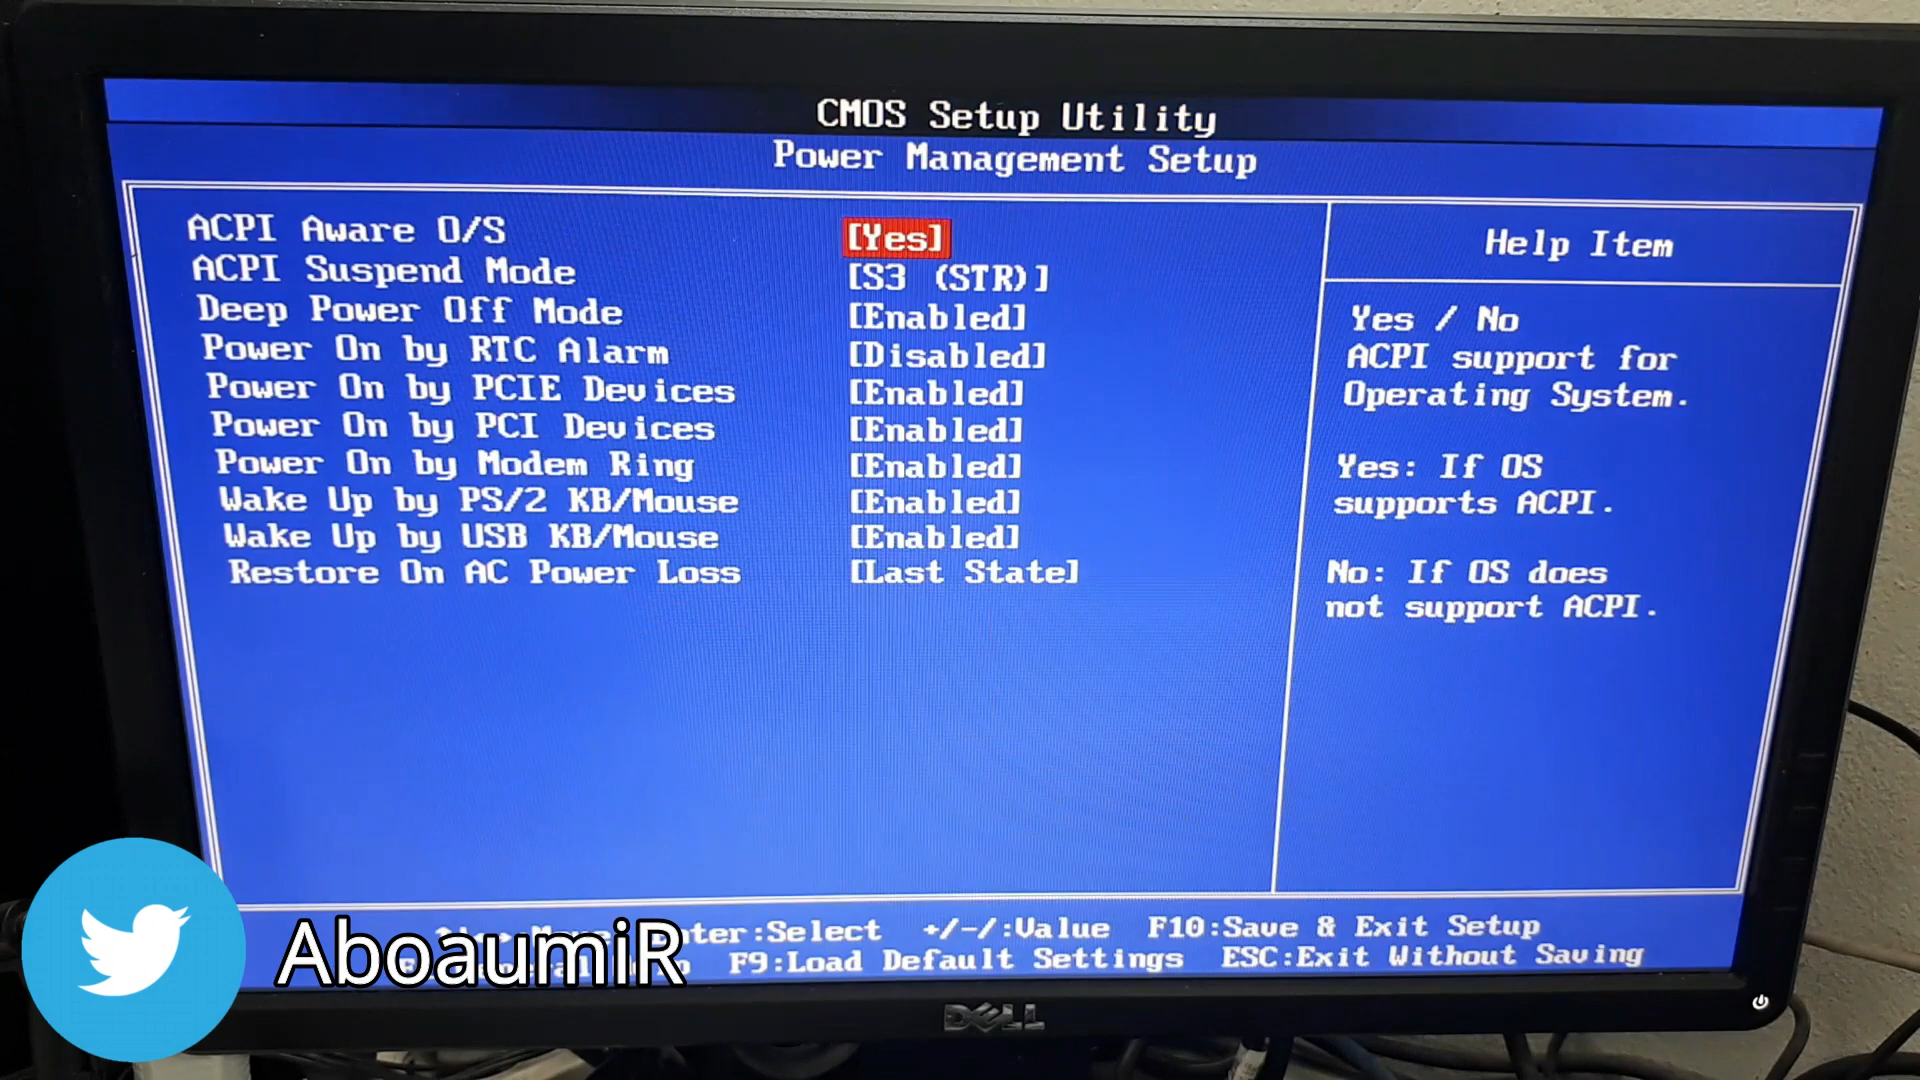 CMOS Setup Utility
Power Management Setup
ACPI Aware O/S [Yes]
ACPI Suspend Mode [S3 (STR)]
Deep Power Off Mode [Enabled]
Power On by RTC Alarm [Disabled]
Power On by PCIE Devices [Enabled]
Power On by PCI Devices [Enabled]
Power On by Modem Ring [Enabled]
Wake Up by PS/2 KB/Mouse [Enabled]
Wake Up by USB KB/Mouse [Enabled]
Restore On AC Power Loss [Last State]
Help Item
Yes / No
ACPI support for
Operating System.
Yes: If OS
supports ACPI.
No: If OS does
not support ACPI.
:Select +/-/:Value F10:Save & Exit Setup
F9:Load Default Settings ESC:Exit Without Saving
AboaumiR
DELL